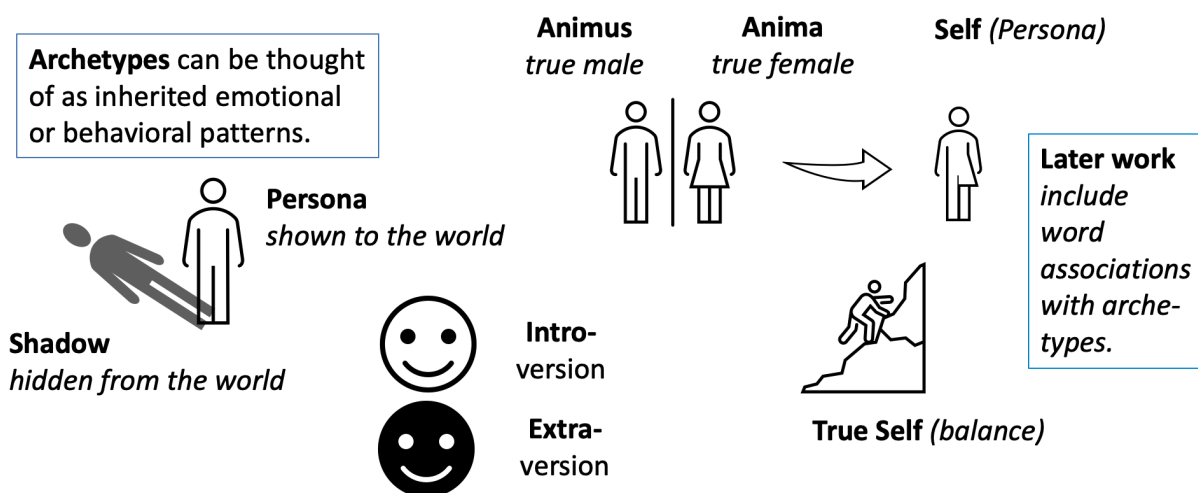 Archetypes can be thought
of as inherited emotional
or behavioral patterns.
Persona
shown to the world
Shadow
hidden from the world
Intro-
version
Extra-
version
Animus
true male
Anima
true female
Self (Persona)
True Self (balance)
Later work
include
word
associations
with arche-
types.